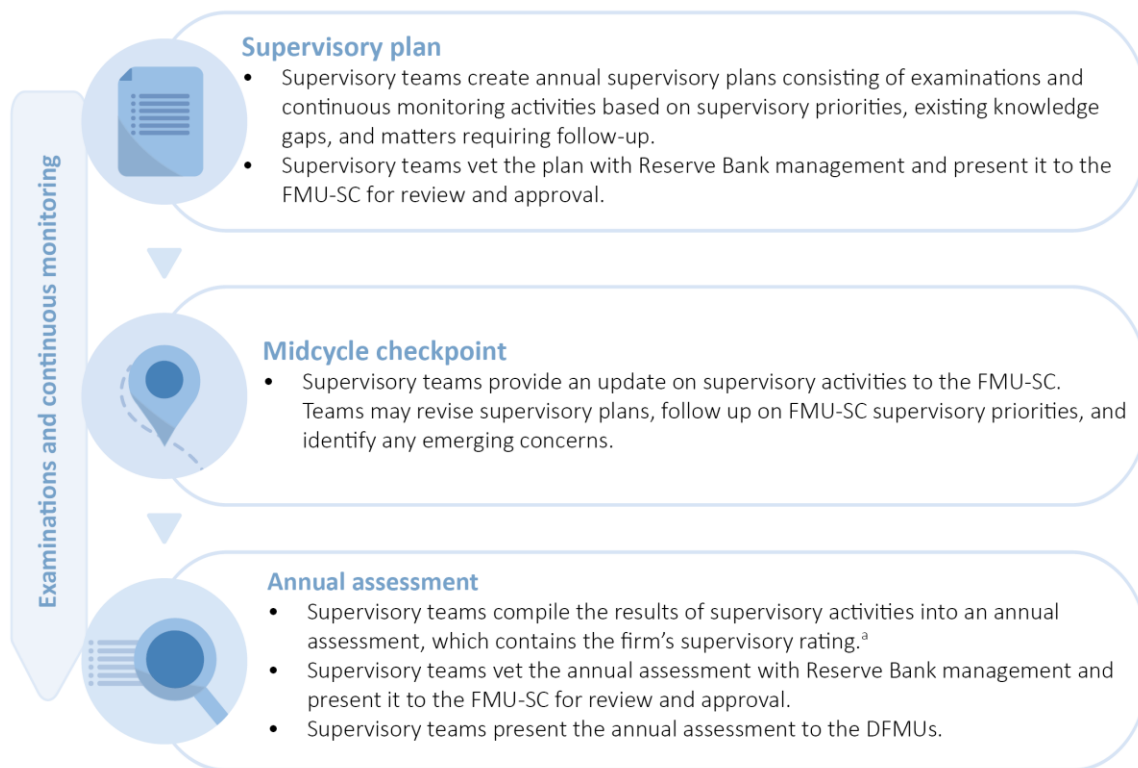 Examinations and continuous monitoring
Supervisory plan
• Supervisory teams create annual supervisory plans consisting of examinations and
continuous monitoring activities based on supervisory priorities, existing knowledge
gaps, and matters requiring follow-up.
• Supervisory teams vet the plan with Reserve Bank management and present it to the
FMU-SC for review and approval.
Midcycle checkpoint
• Supervisory teams provide an update on supervisory activities to the FMU-SC.
Teams may revise supervisory plans, follow up on FMU-SC supervisory priorities, and
identify any emerging concerns.
Annual assessment
• Supervisory teams compile the results of supervisory activities into an annual
assessment, which contains the firm’s supervisory rating.ᵃ
• Supervisory teams vet the annual assessment with Reserve Bank management and
present it to the FMU-SC for review and approval.
• Supervisory teams present the annual assessment to the DFMUs.